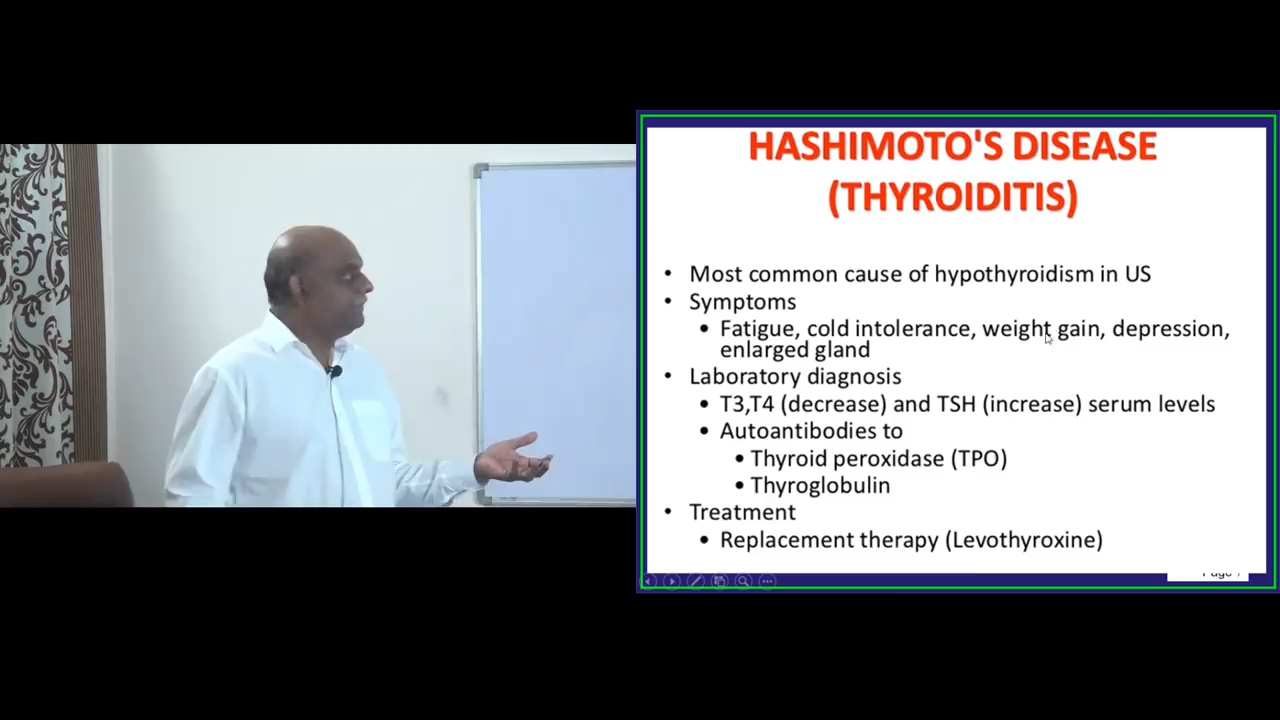 HASHIMOTO'S DISEASE
(THYROIDITIS)
• Most common cause of hypothyroidism in US
• Symptoms
• Fatigue, cold intolerance, weight gain, depression,
enlarged gland
• Laboratory diagnosis
• T3,T4 (decrease) and TSH (increase) serum levels
• Autoantibodies to
• Thyroid peroxidase (TPO)
• Thyroglobulin
• Treatment
• Replacement therapy (Levothyroxine)